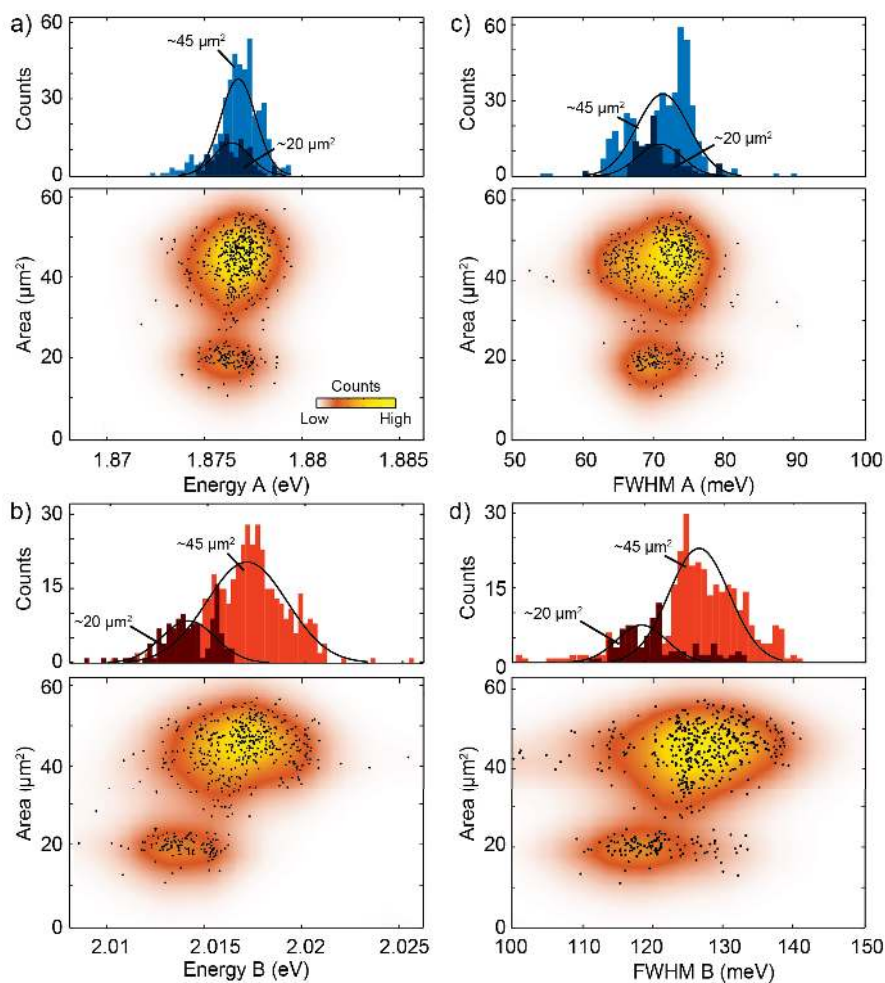 a)
60
30
0
Counts
~45 µm²
~20 µm²
60
40
20
0
Area (µm²)
Counts
Low High
1.87 1.875 1.88 1.885
Energy A (eV)
c)
60
30
0
Counts
~45 µm²
~20 µm²
60
40
20
0
Area (µm²)
50 60 70 80 90 100
FWHM A (meV)
b)
30
15
0
Counts
~45 µm²
~20 µm²
60
40
20
0
Area (µm²)
2.01 2.015 2.02 2.025
Energy B (eV)
d)
30
15
0
Counts
~45 µm²
~20 µm²
60
40
20
0
Area (µm²)
100 110 120 130 140 150
FWHM B (meV)